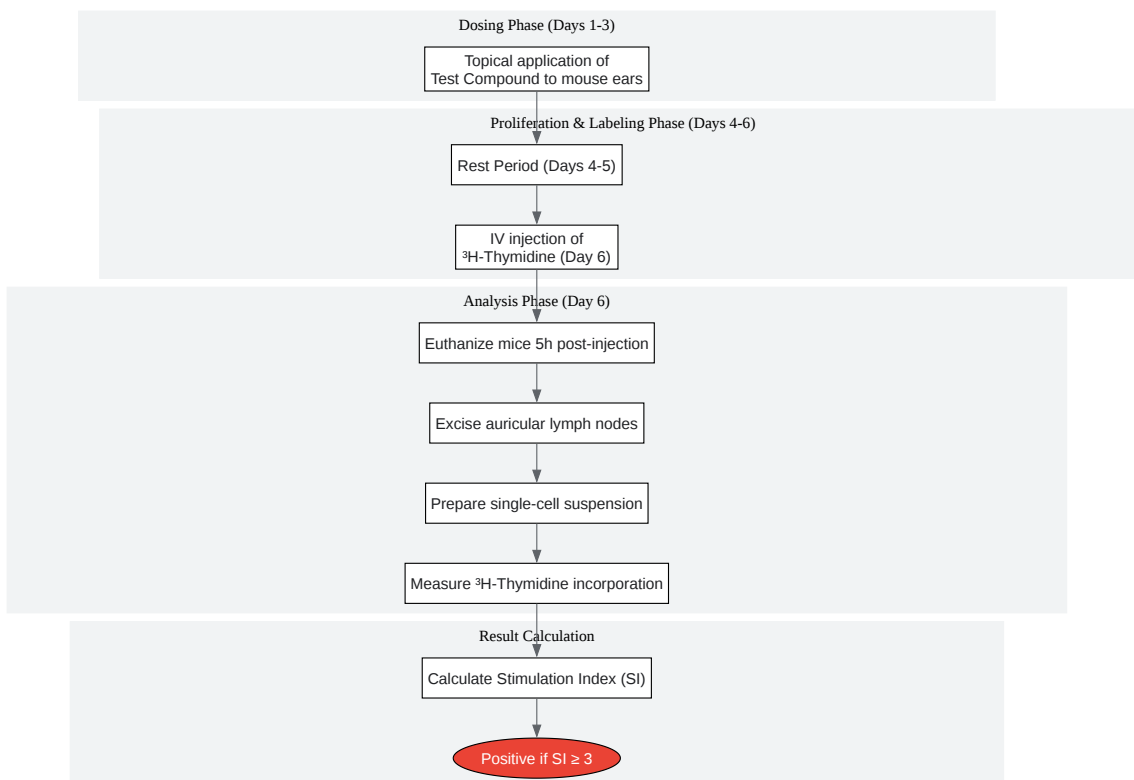 Dosing Phase (Days 1-3)
Topical application of
Test Compound to mouse ears
Proliferation & Labeling Phase (Days 4-6)
Rest Period (Days 4-5)
IV injection of
³H-Thymidine (Day 6)
Analysis Phase (Day 6)
Euthanize mice 5h post-injection
Excise auricular lymph nodes
Prepare single-cell suspension
Measure ³H-Thymidine incorporation
Result Calculation
Calculate Stimulation Index (SI)
Positive if SI ≥ 3